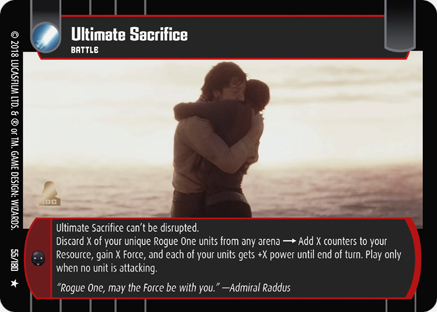 Ultimate Sacrifice
BATTLE
Ultimate Sacrifice can't be disrupted.
Discard X of your unique Rogue One units from any arena → Add X counters to your
Resource, gain X Force, and each of your units gets +X power until end of turn. Play only
when no unit is attacking.
"Rogue One, may the Force be with you." —Admiral Raddus
© 2018 LUCASFILM LTD. & ® or TM. GAME DESIGN: WIZARDS.
55/180 ★